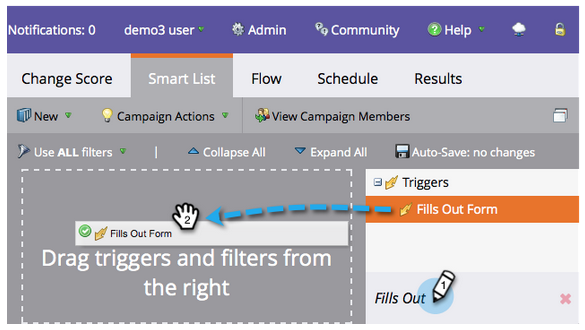 Notifications: 0 demo3 user Admin Community Help
Change Score Smart List Flow Schedule Results
New Campaign Actions View Campaign Members
Use ALL filters | Collapse All Expand All Auto-Save: no changes
Triggers
Fills Out Form
2
Fills Out Form
Drag triggers and filters from
the right
Fills Out
1